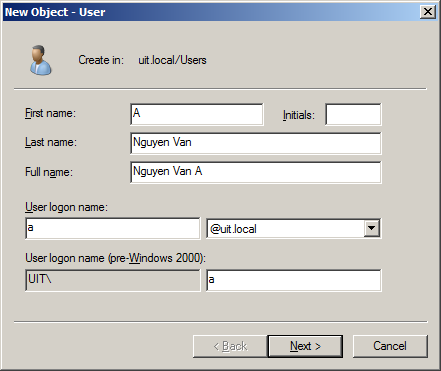 New Object - User
Create in: uit.local/Users
First name: A Initials:
Last name: Nguyen Van
Full name: Nguyen Van A
User logon name:
a @uit.local
User logon name (pre-Windows 2000):
UIT\ a
< Back Next > Cancel